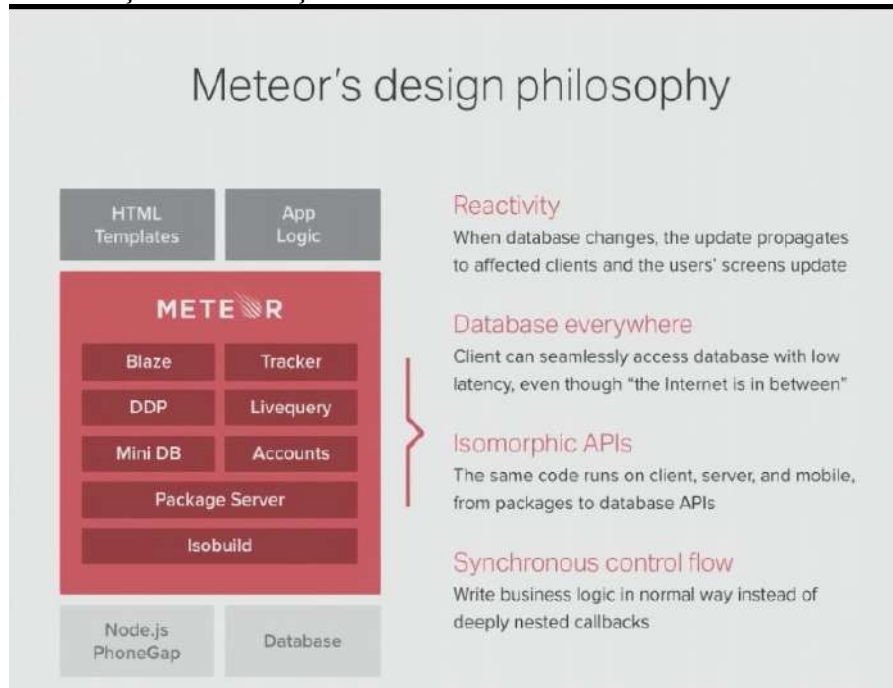 Meteor's design philosophy
HTML
Templates
App
Logic
METEOR
Blaze
Tracker
DDP
Livequery
Mini DB
Accounts
Package Server
Isobuild
Node.js
PhoneGap
Database
Reactivity
When database changes, the update propagates
to affected clients and the users' screens update
Database everywhere
Client can seamlessly access database with low
latency, even though “the Internet is in between”
Isomorphic APIs
The same code runs on client, server, and mobile,
from packages to database APIs
Synchronous control flow
Write business logic in normal way instead of
deeply nested callbacks